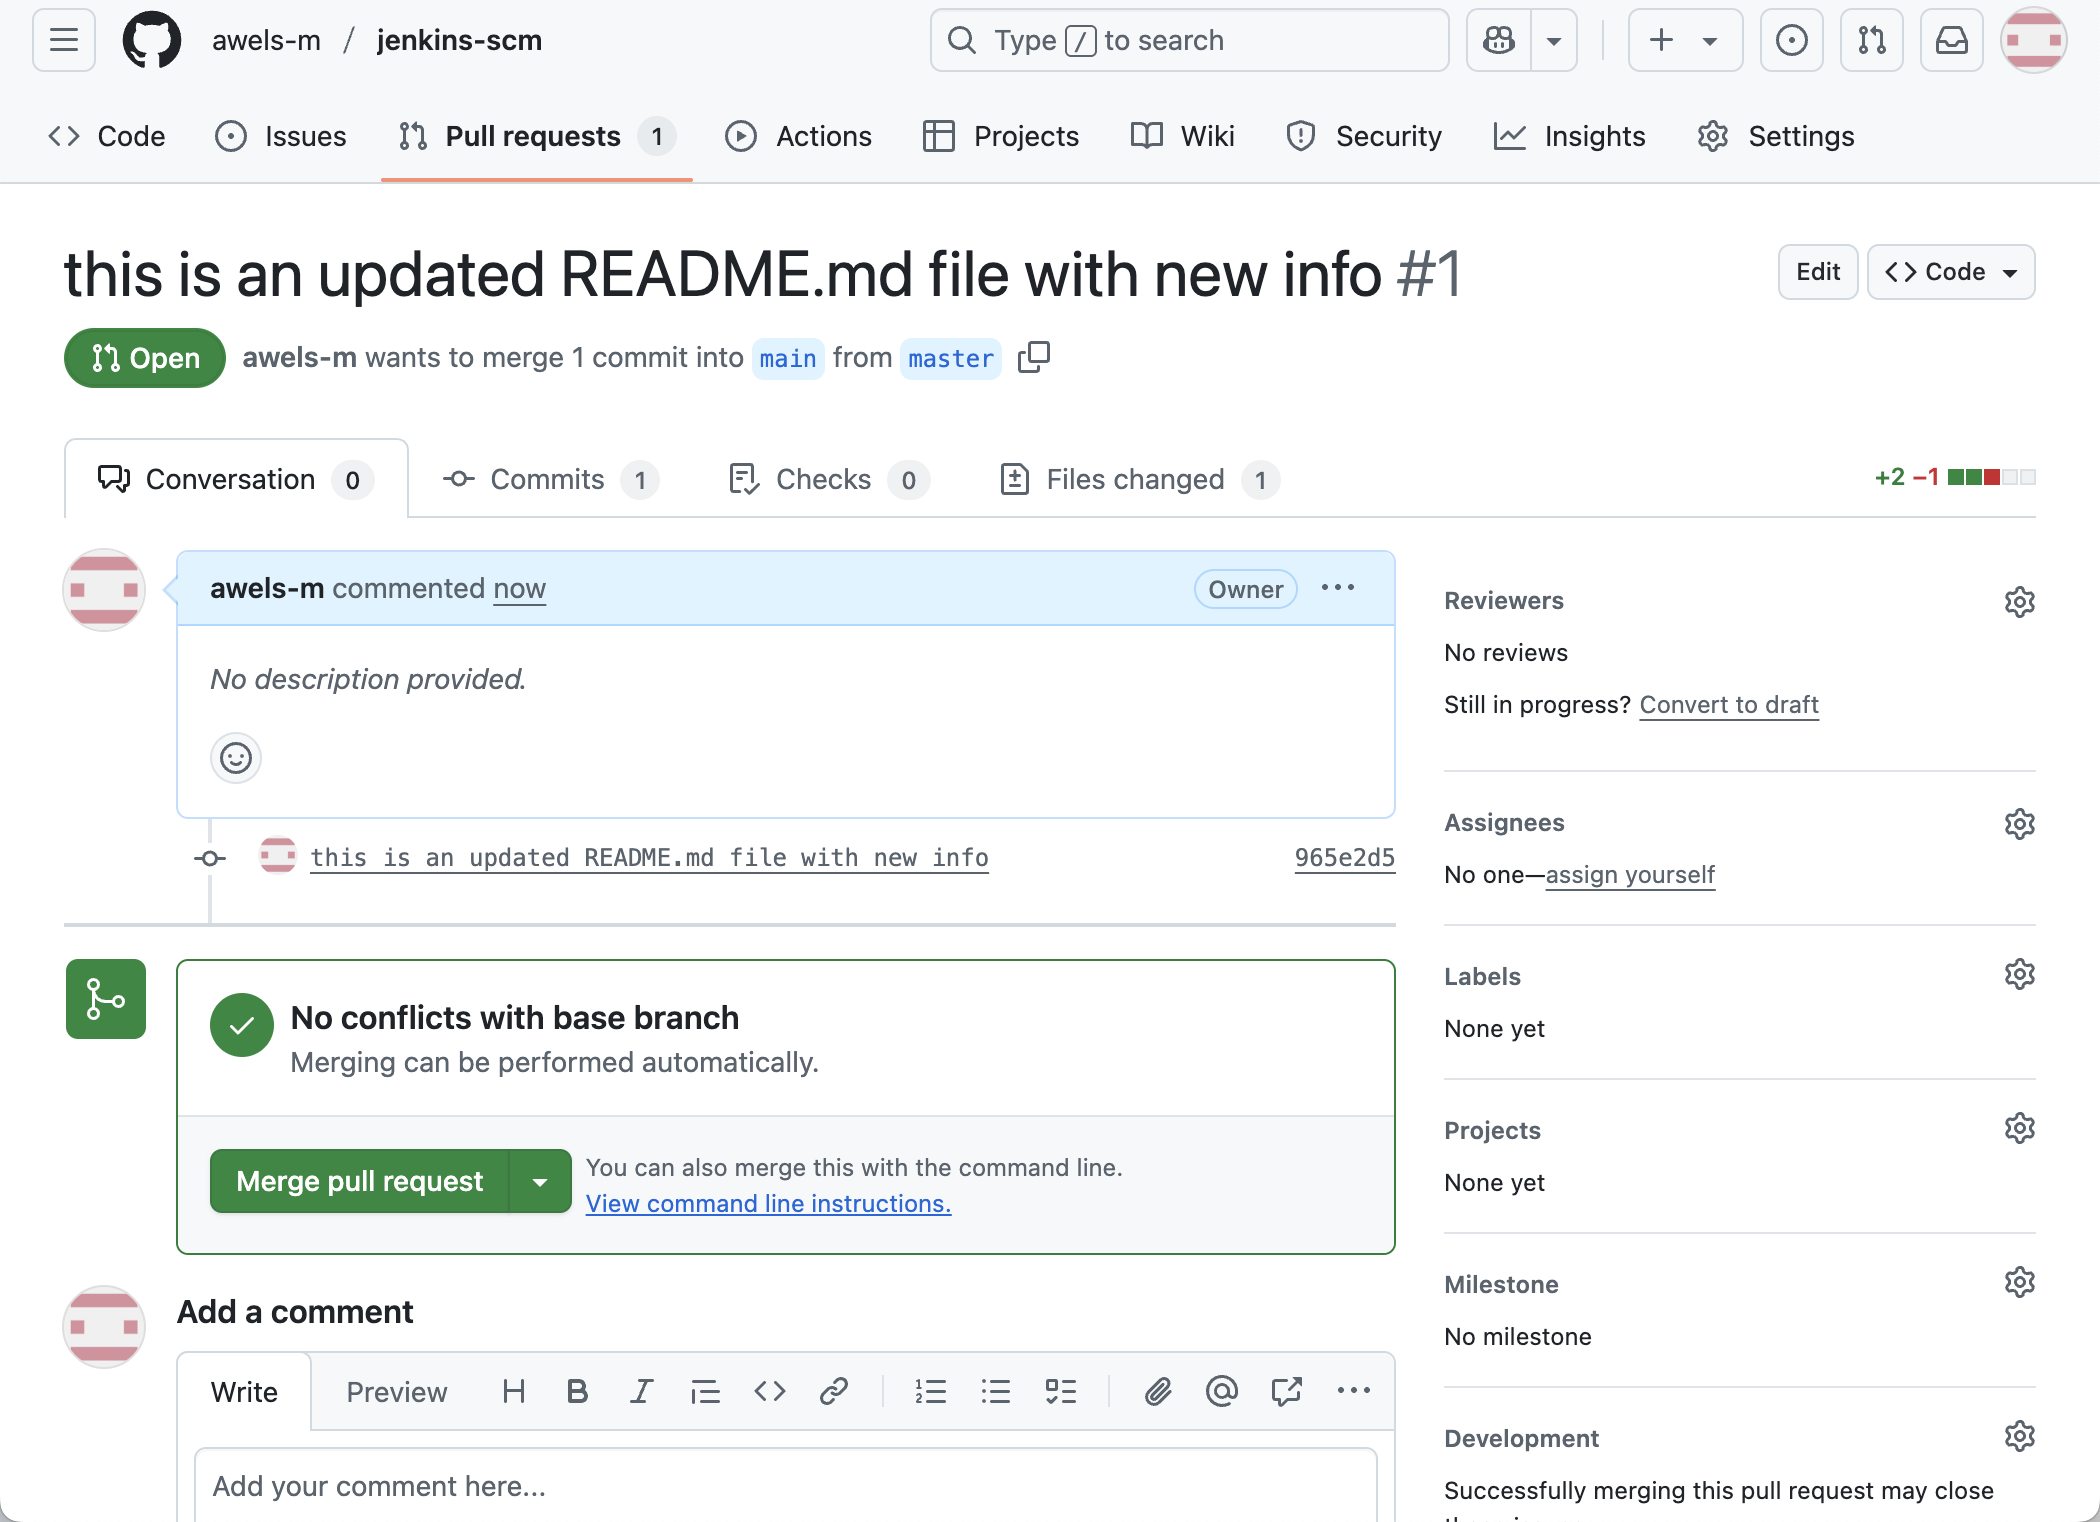 awels-m / jenkins-scm
Type / to search
Code
Issues
Pull requests 1
Actions
Projects
Wiki
Security
Insights
Settings
this is an updated README.md file with new info #1
Edit
Code
Open
awels-m wants to merge 1 commit into main from master
Conversation 0
Commits 1
Checks 0
Files changed 1
+2 −1
awels-m commented now
Owner
No description provided.
this is an updated README.md file with new info
965e2d5
No conflicts with base branch
Merging can be performed automatically.
Merge pull request
You can also merge this with the command line.
View command line instructions.
Add a comment
Write
Preview
Add your comment here...
Reviewers
No reviews
Still in progress? Convert to draft
Assignees
No one—assign yourself
Labels
None yet
Projects
None yet
Milestone
No milestone
Development
Successfully merging this pull request may close